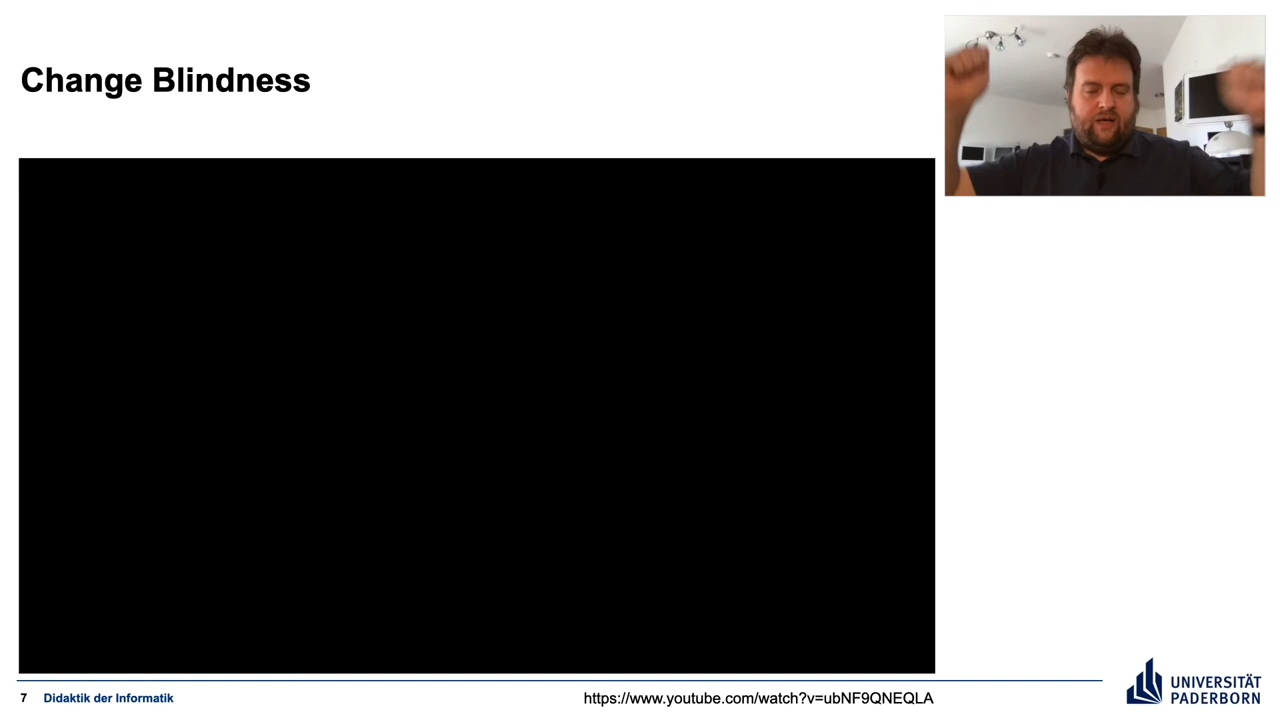 Change Blindness
7 Didaktik der Informatik
https://www.youtube.com/watch?v=ubNF9QNEQLA
UNIVERSITÄT
PADERBORN